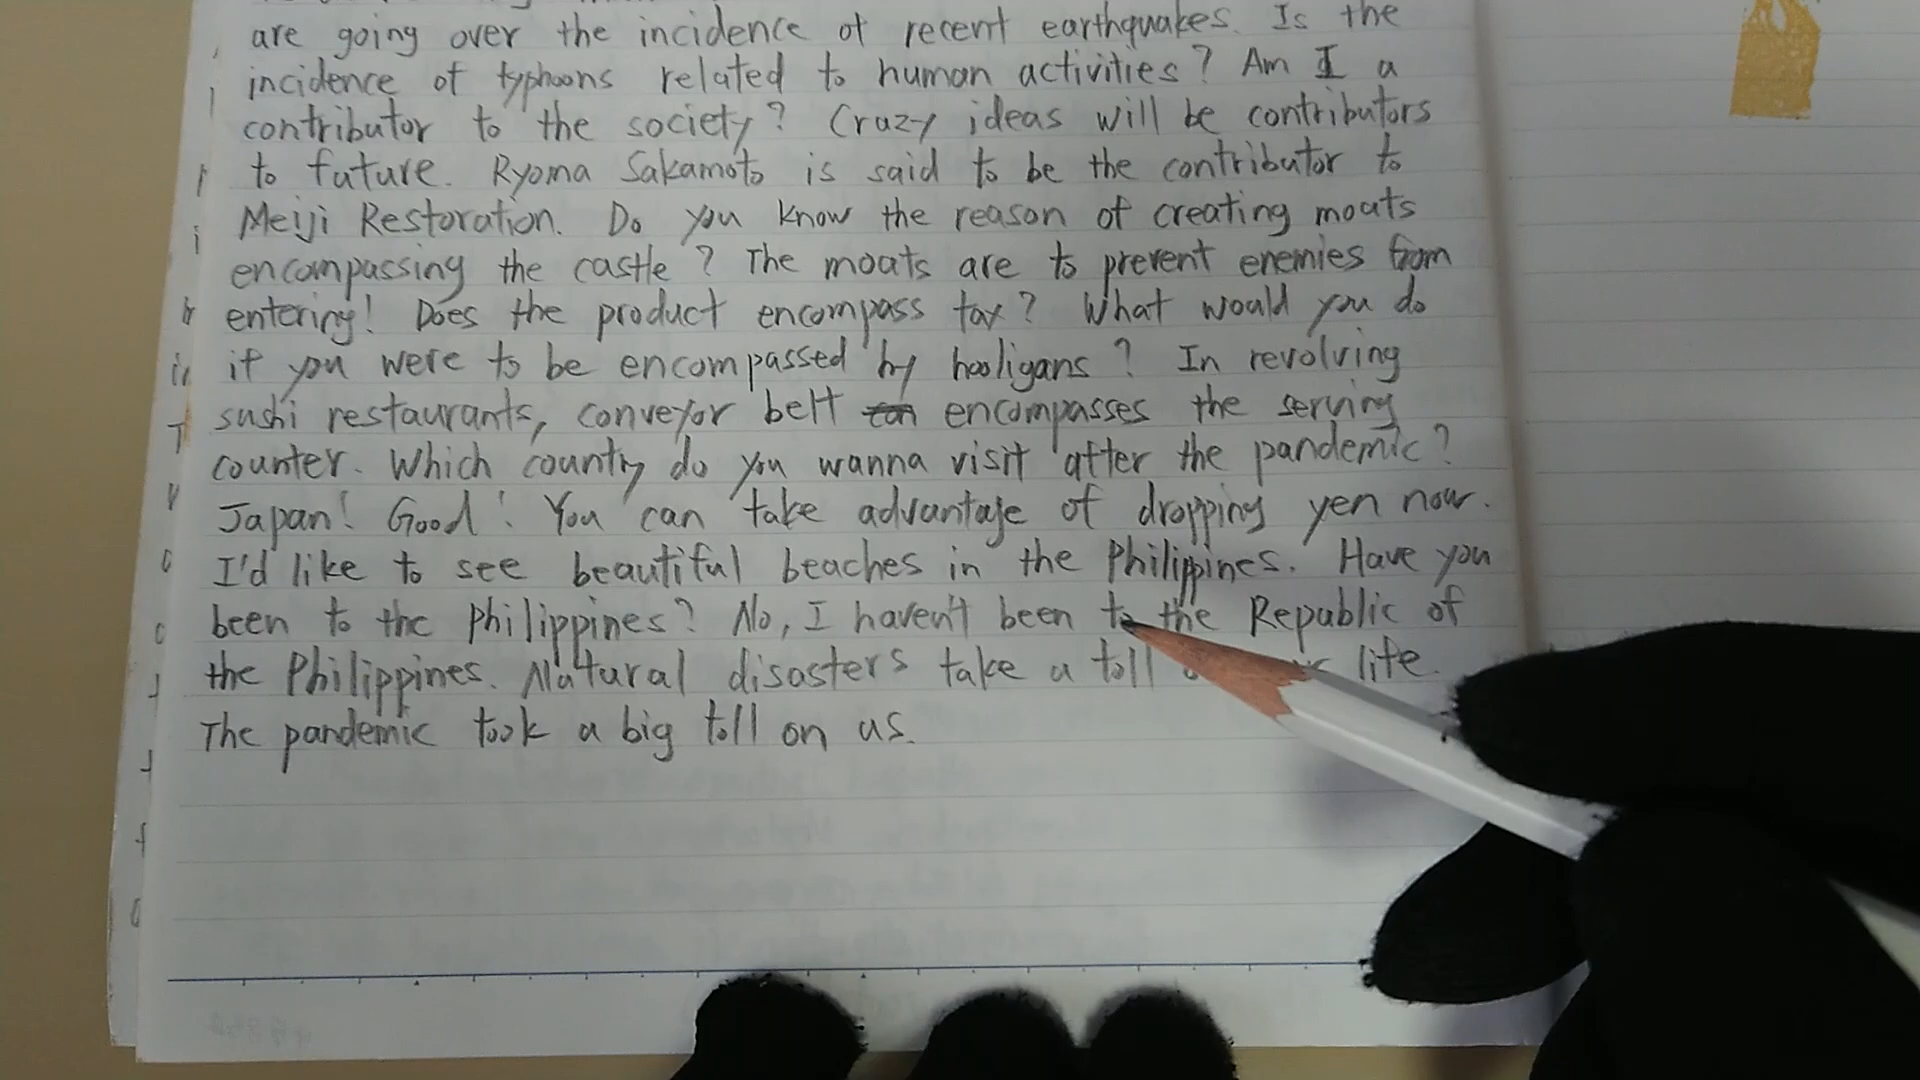 are going over the incidence of recent earthquakes. Is the
incidence of typhoons related to human activities? Am I a
contributor to the society? Crazy ideas will be contributors
to future. Ryoma Sakamoto is said to be the contributor to
Meiji Restoration. Do you know the reason of creating moats
encompassing the castle? The moats are to prevent enemies from
entering! Does the product encompass tax? What would you do
if you were to be encompassed by hooligans? In revolving
sushi restaurants, conveyor belt encompasses the serving
counter. Which country do you wanna visit after the pandemic?
Japan! Good! You can take advantage of dropping yen now.
I'd like to see beautiful beaches in the Philippines. Have you
been to the Philippines? No, I haven't been to the Republic of
the Philippines. Natural disasters take a toll life.
The pandemic took a big toll on us.